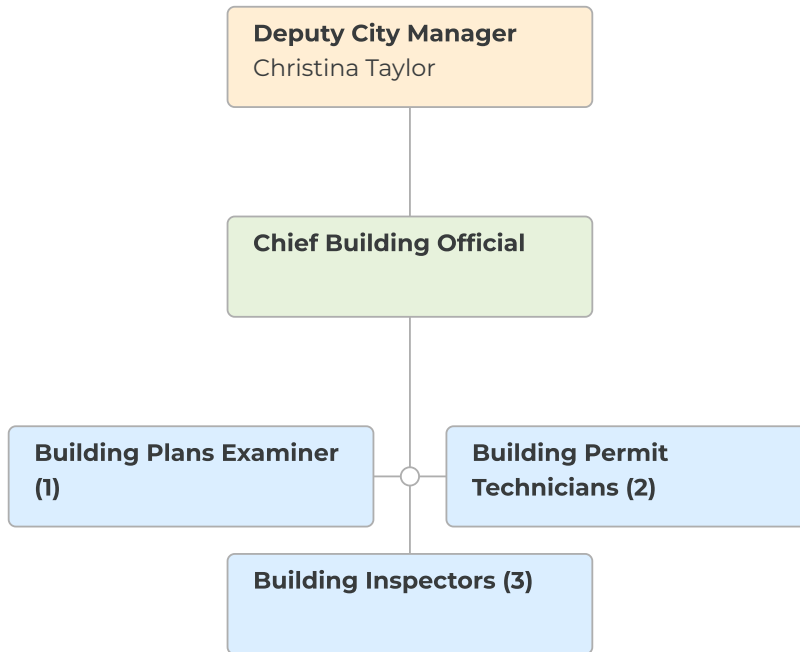 Deputy City Manager
Christina Taylor
Chief Building Official
Building Plans Examiner
(1)
Building Permit
Technicians (2)
Building Inspectors (3)